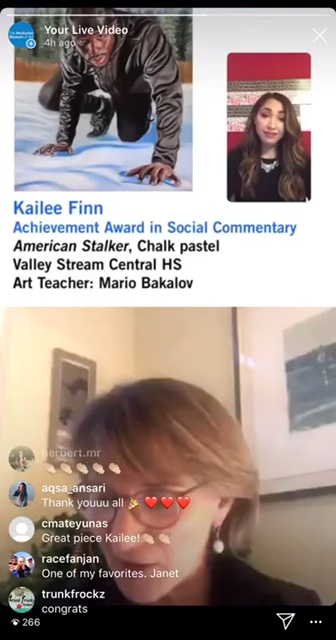 Your Live Video
4h ago
Kailee Finn
Achievement Award in Social Commentary
American Stalker, Chalk pastel
Valley Stream Central HS
Art Teacher: Mario Bakalov
herbert.mr
👏🏻👏🏻👏🏻👏🏻👏🏻
aqsa_ansari
Thank youuu all 🎉❤️❤️❤️
cmateyunas
Great piece Kailee!👏🏻👏🏻
racefanjan
One of my favorites. Janet
trunkfrockz
congrats
266